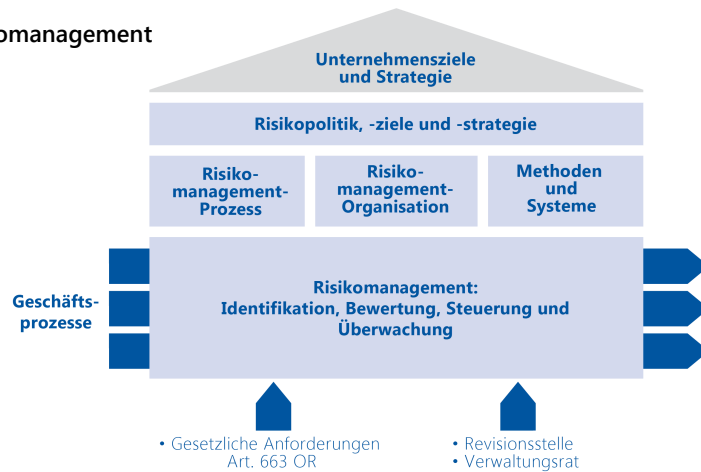 omanagement
Unternehmensziele
und Strategie
Risikopolitik, -ziele und -strategie
Risiko-
management-
Prozess
Risiko-
management-
Organisation
Methoden
und
Systeme
Geschäfts-
prozesse
Risikomanagement:
Identifikation, Bewertung, Steuerung und
Überwachung
• Gesetzliche Anforderungen
Art. 663 OR
• Revisionsstelle
• Verwaltungsrat